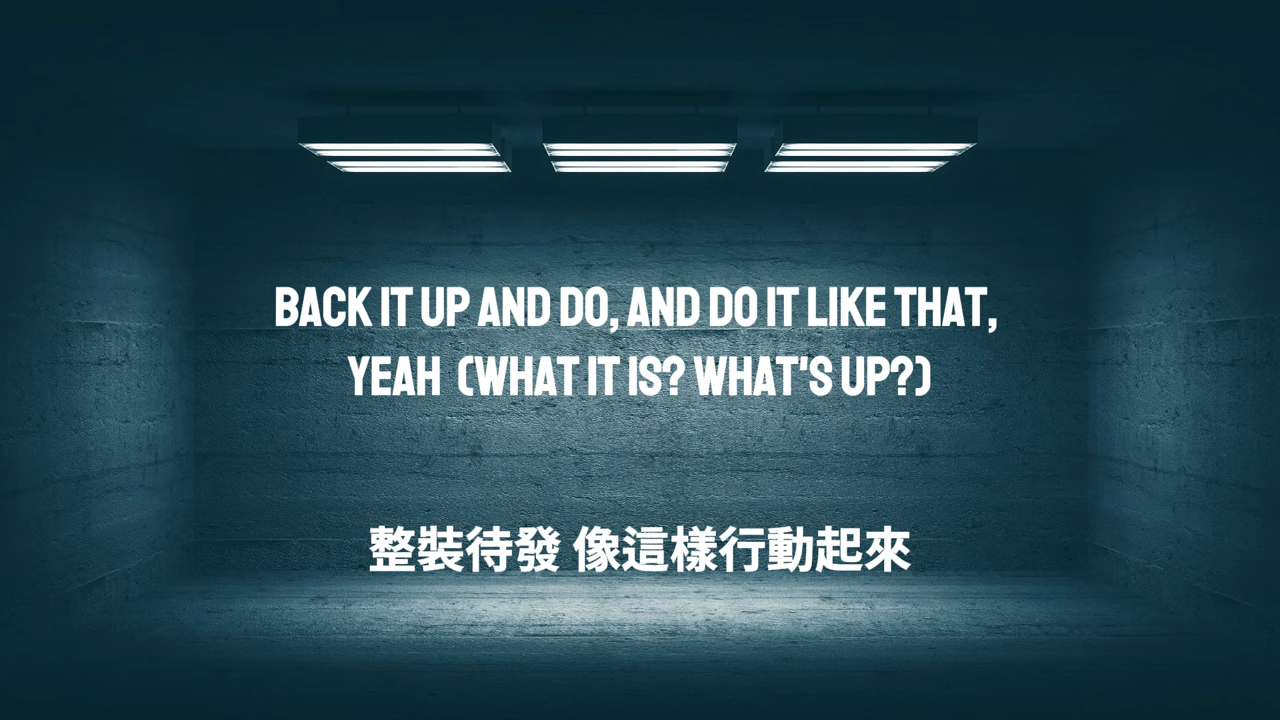 BACK IT UP AND DO, AND DO IT LIKE THAT,
YEAH (WHAT IT IS? WHAT'S UP?)
整裝待發 像這樣行動起來